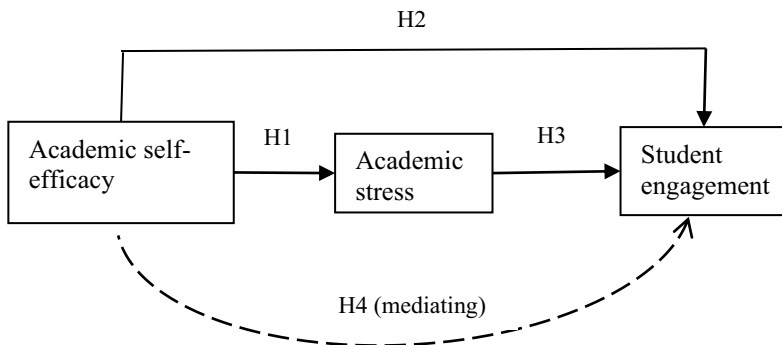 H2
Academic self-
efficacy
H1
Academic
stress
H3
Student
engagement
H4 (mediating)